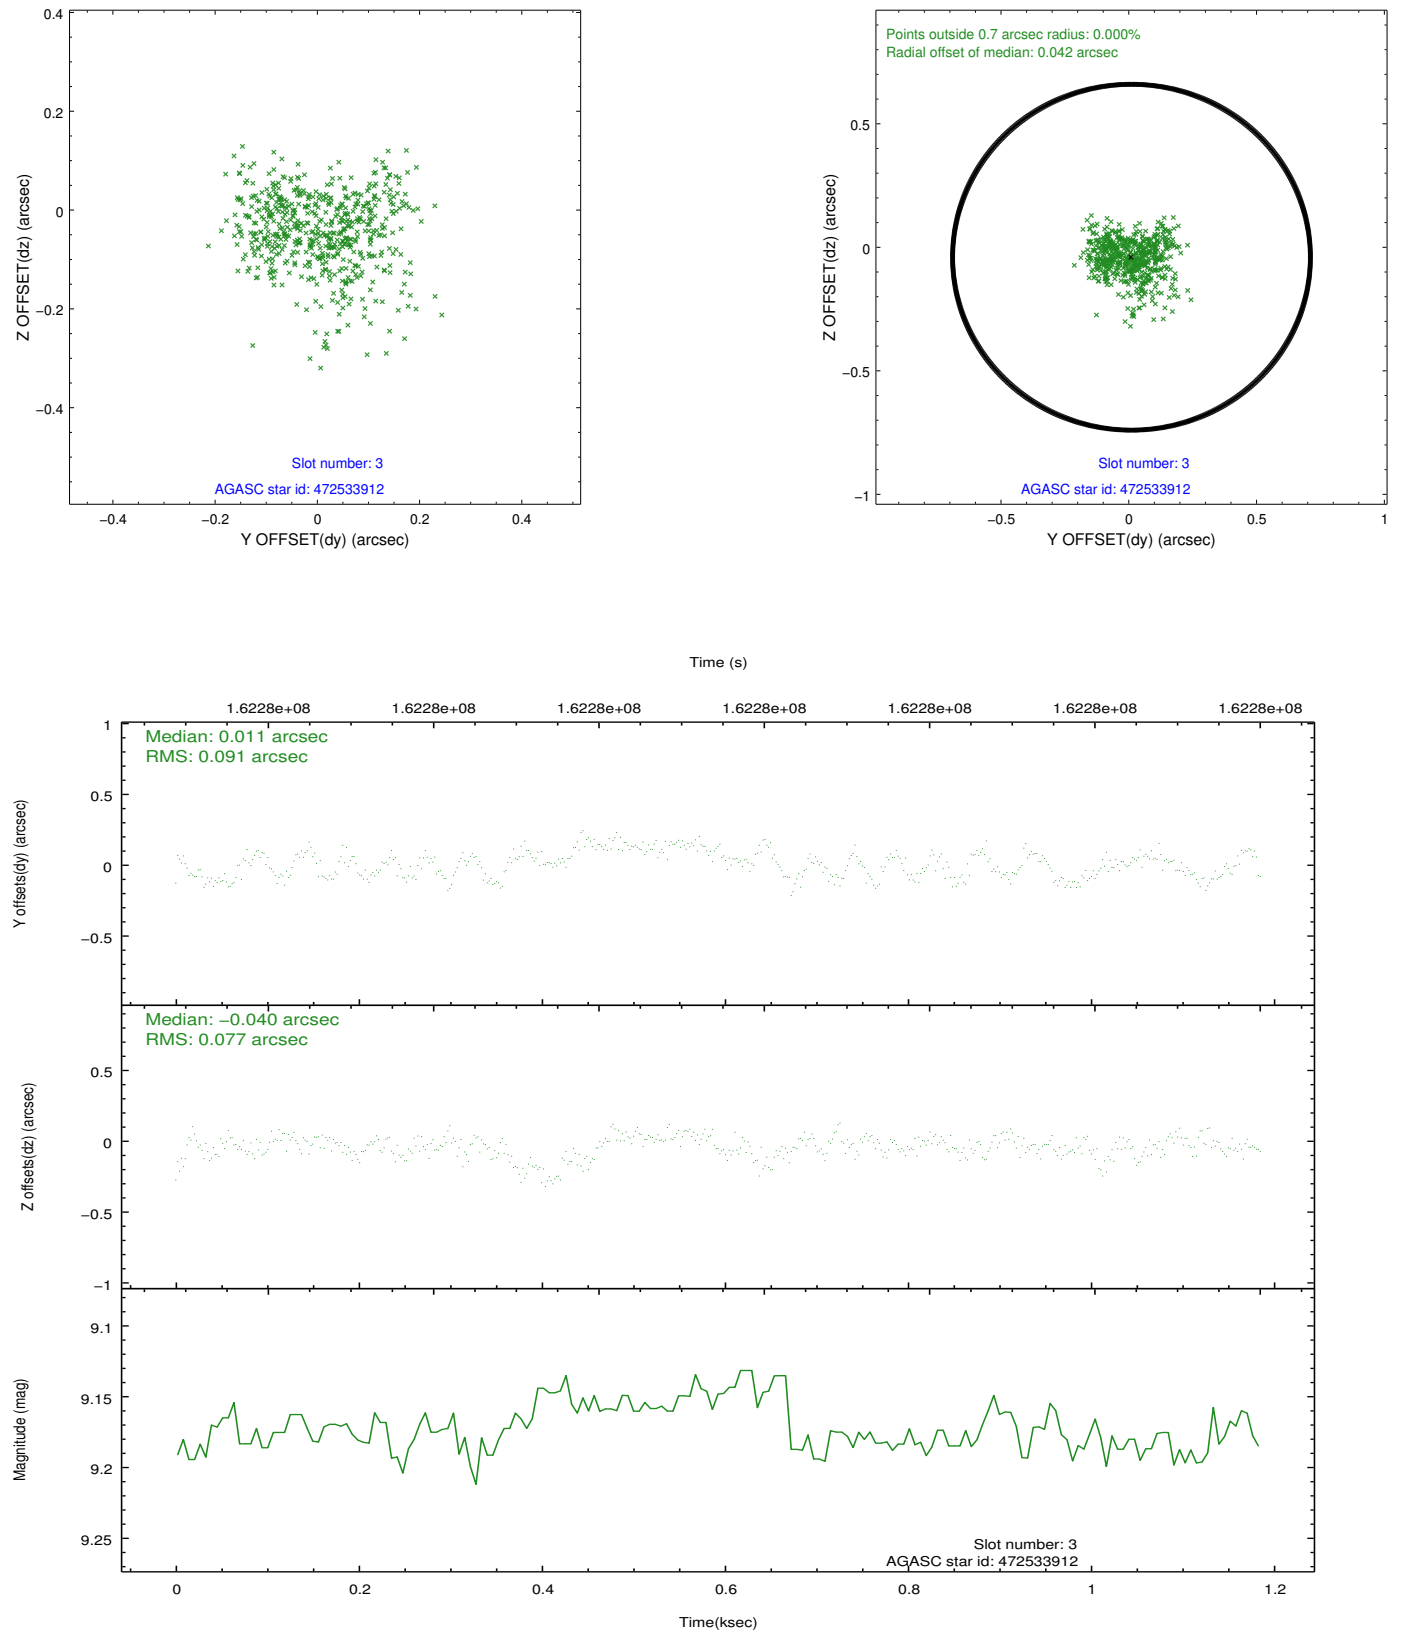 0.4
0.2
0
−0.2
−0.4
Z OFFSET(dz) (arcsec)
Slot number: 3
AGASC star id: 472533912
−0.4 −0.2 0 0.2 0.4
Y OFFSET(dy) (arcsec)
Points outside 0.7 arcsec radius: 0.000%
Radial offset of median: 0.042 arcsec
0.5
0
−0.5
−1
Z OFFSET(dz) (arcsec)
Slot number: 3
AGASC star id: 472533912
−0.5 0 0.5 1
Y OFFSET(dy) (arcsec)
Time (s)
1.6228e+08 1.6228e+08 1.6228e+08 1.6228e+08 1.6228e+08 1.6228e+08 1.6228e+08
Median: 0.011 arcsec
RMS: 0.091 arcsec
1
0.5
0
−0.5
Y offsets(dy) (arcsec)
Median: −0.040 arcsec
RMS: 0.077 arcsec
0.5
0
−0.5
−1
Z offsets(dz) (arcsec)
9.1
9.15
9.2
9.25
Magnitude (mag)
Slot number: 3
AGASC star id: 472533912
0 0.2 0.4 0.6 0.8 1 1.2
Time(ksec)